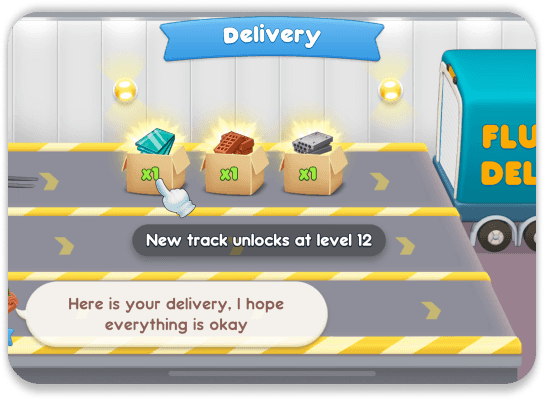 Delivery
FLU
DEL
x1
x1
x1
New track unlocks at level 12
Here is your delivery, I hope
everything is okay